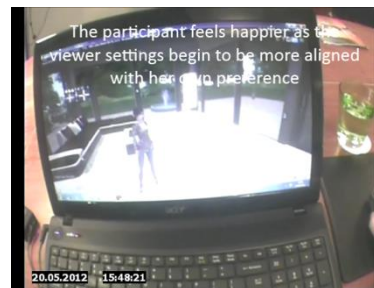 The participant feels happier as the
viewer settings begin to be more aligned
with her own preference
acer
20.05.2012 15:48:21